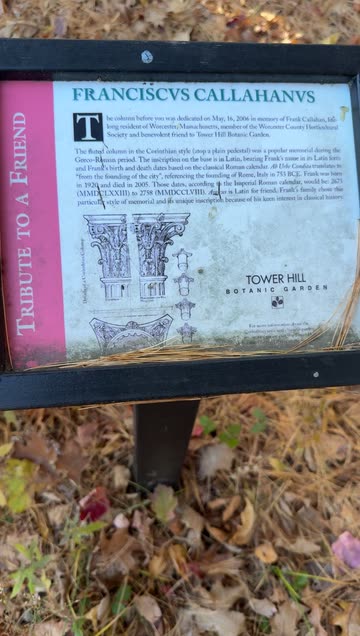 FRANCISCVS CALLAHANVS
TRIBUTE TO A FRIEND
The column before you was dedicated on May, 16, 2006 in memory of Frank Callahan, life-
long resident of Worcester, Massachusetts, member of the Worcester County Horticultural
Society and benevolent friend to Tower Hill Botanic Garden.
The fluted column in the Corinthian style (atop a plain pedestal) was a popular memorial during the
Greco-Roman period. The inscription on the base is in Latin, bearing Frank's name in its Latin form
and Frank's birth and death dates based on the classical Roman calendar. Ab Urbe Condita translates to
"from the founding of the city", referencing the founding of Rome, Italy in 753 BCE. Frank was born
in 1920 and died in 2005. Those dates, according to the Imperial Roman calendar, would be: 2673
(MMDCLXXIII) to 2758 (MMDCCLVIII). is Latin for friend. Frank's family chose this
particular style of memorial and its unique inscription because of his keen interest in classical history.
TOWER HILL
BOTANIC GARDEN
For more information about the